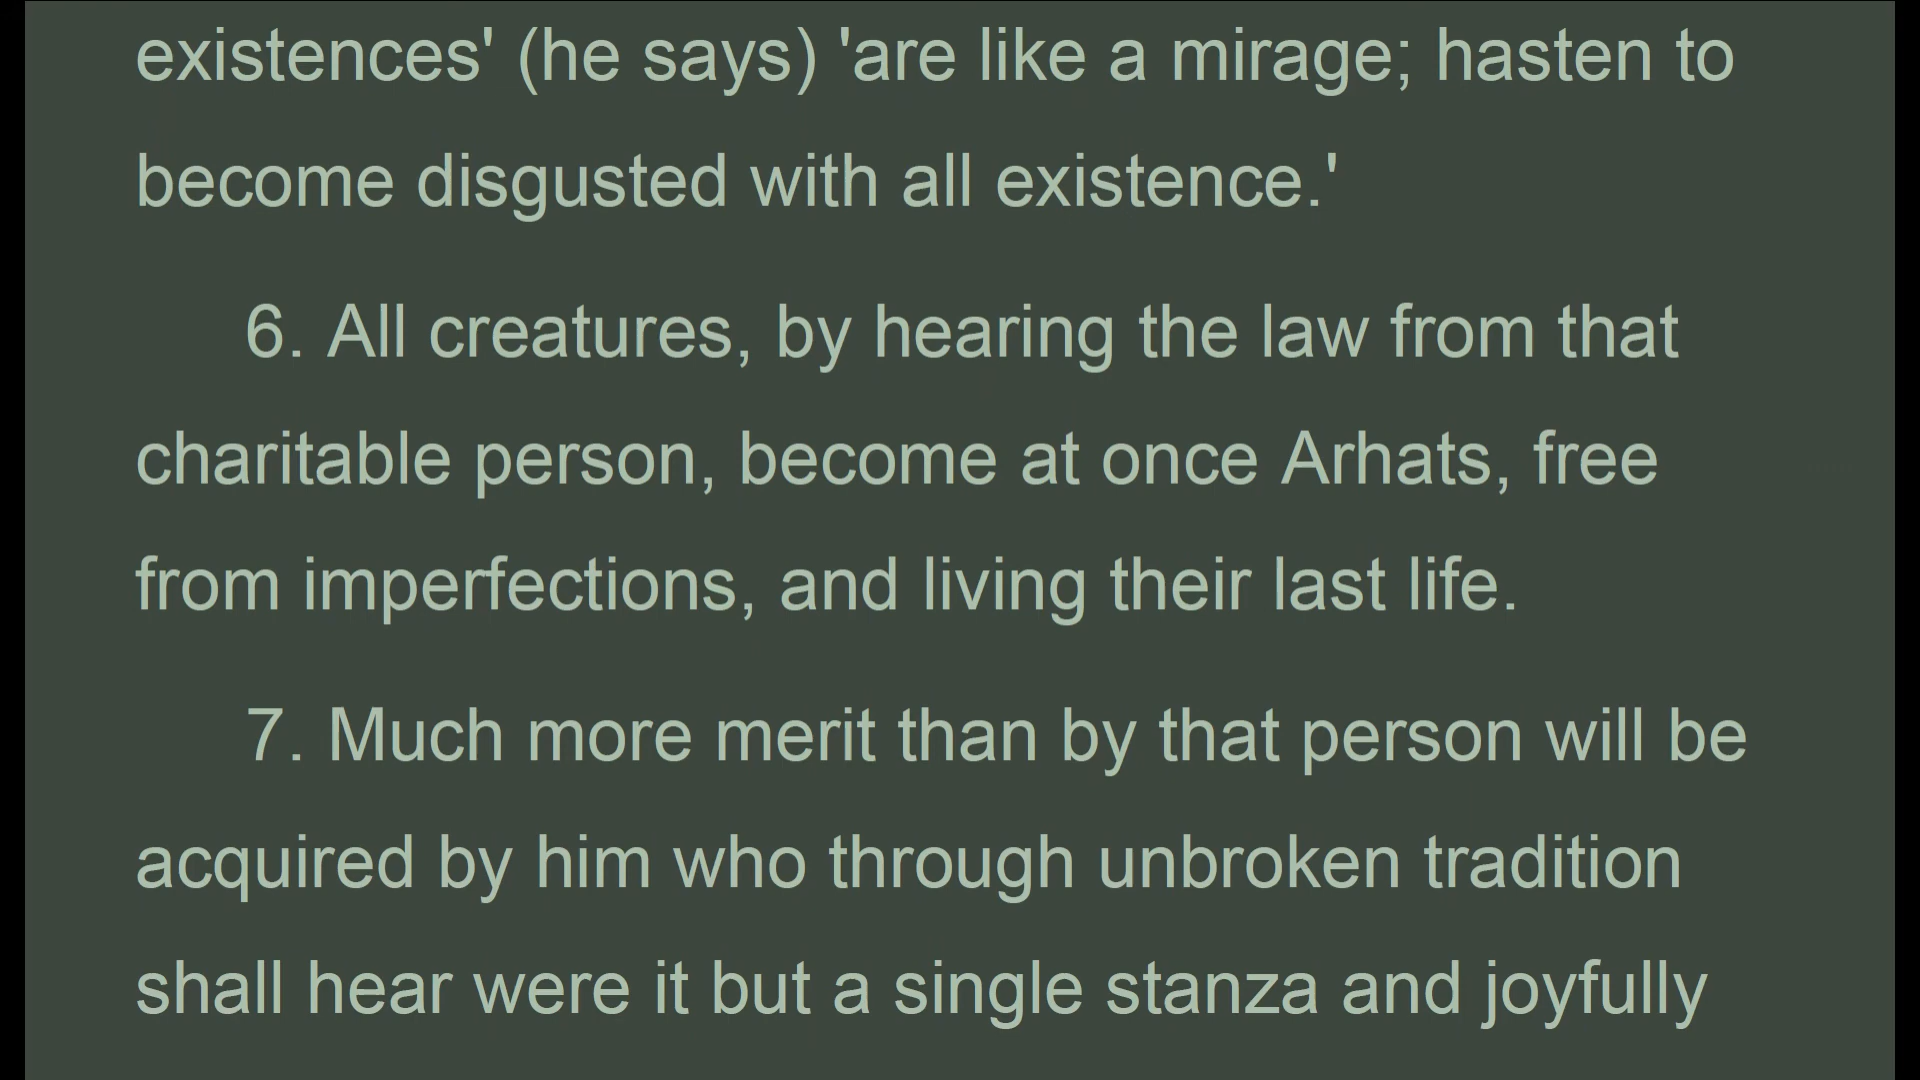 existences' (he says) 'are like a mirage; hasten to
become disgusted with all existence.'
6. All creatures, by hearing the law from that
charitable person, become at once Arhats, free
from imperfections, and living their last life.
7. Much more merit than by that person will be
acquired by him who through unbroken tradition
shall hear were it but a single stanza and joyfully